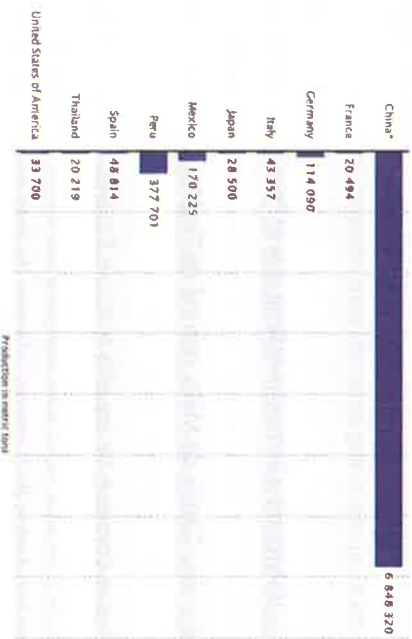 China* 6 848 320
France 20 494
Germany 114 090
Italy 43 357
Japan 28 500
Mexico 170 225
Peru 377 701
Spain 48 814
Thailand 20 219
United States of America 33 700
Production in metric tons